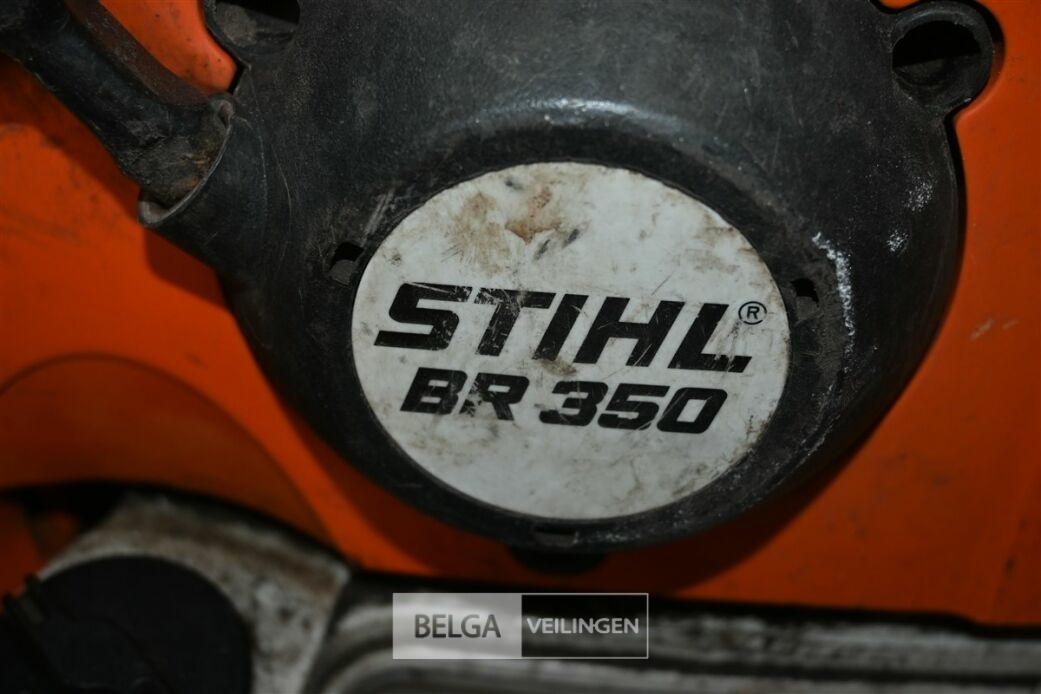 STIHL®
BR 350
BELGA VEILINGEN